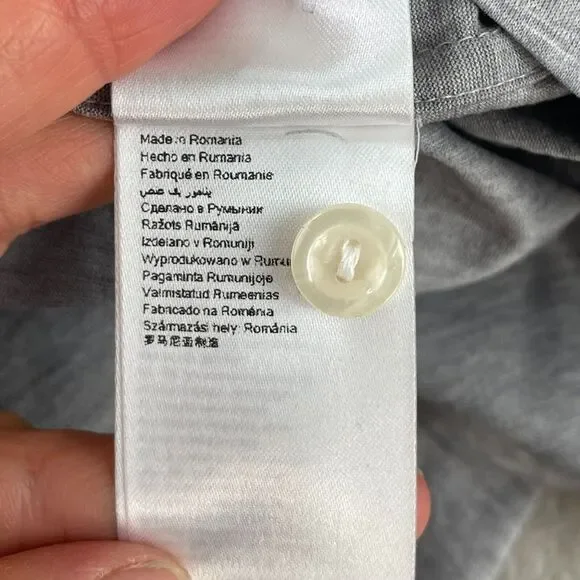 Made in Romania
Hecho en Rumania
Fabriqué en Roumanie
Сделано в Румынии
Ražots Rumānijā
Izdelano v Romuniji
Wyprodukowano w
Pagaminta Rumunijoje
Valmistatud Rumeenias
Fabricado na Roménia
Származási hely: Románia
罗马尼亚制造